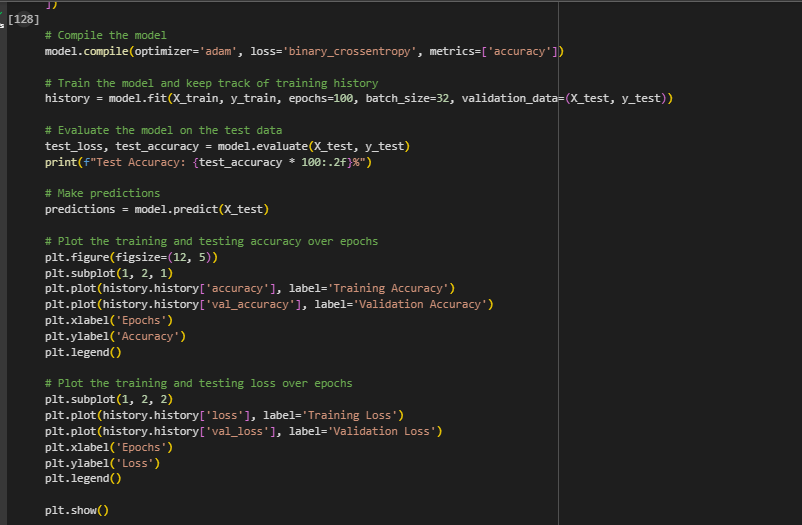 ])
[128]
# Compile the model
model.compile(optimizer='adam', loss='binary_crossentropy', metrics=['accuracy'])
# Train the model and keep track of training history
history = model.fit(X_train, y_train, epochs=100, batch_size=32, validation_data=(X_test, y_test))
# Evaluate the model on the test data
test_loss, test_accuracy = model.evaluate(X_test, y_test)
print(f"Test Accuracy: {test_accuracy * 100:.2f}%")
# Make predictions
predictions = model.predict(X_test)
# Plot the training and testing accuracy over epochs
plt.figure(figsize=(12, 5))
plt.subplot(1, 2, 1)
plt.plot(history.history['accuracy'], label='Training Accuracy')
plt.plot(history.history['val_accuracy'], label='Validation Accuracy')
plt.xlabel('Epochs')
plt.ylabel('Accuracy')
plt.legend()
# Plot the training and testing loss over epochs
plt.subplot(1, 2, 2)
plt.plot(history.history['loss'], label='Training Loss')
plt.plot(history.history['val_loss'], label='Validation Loss')
plt.xlabel('Epochs')
plt.ylabel('Loss')
plt.legend()
plt.show()